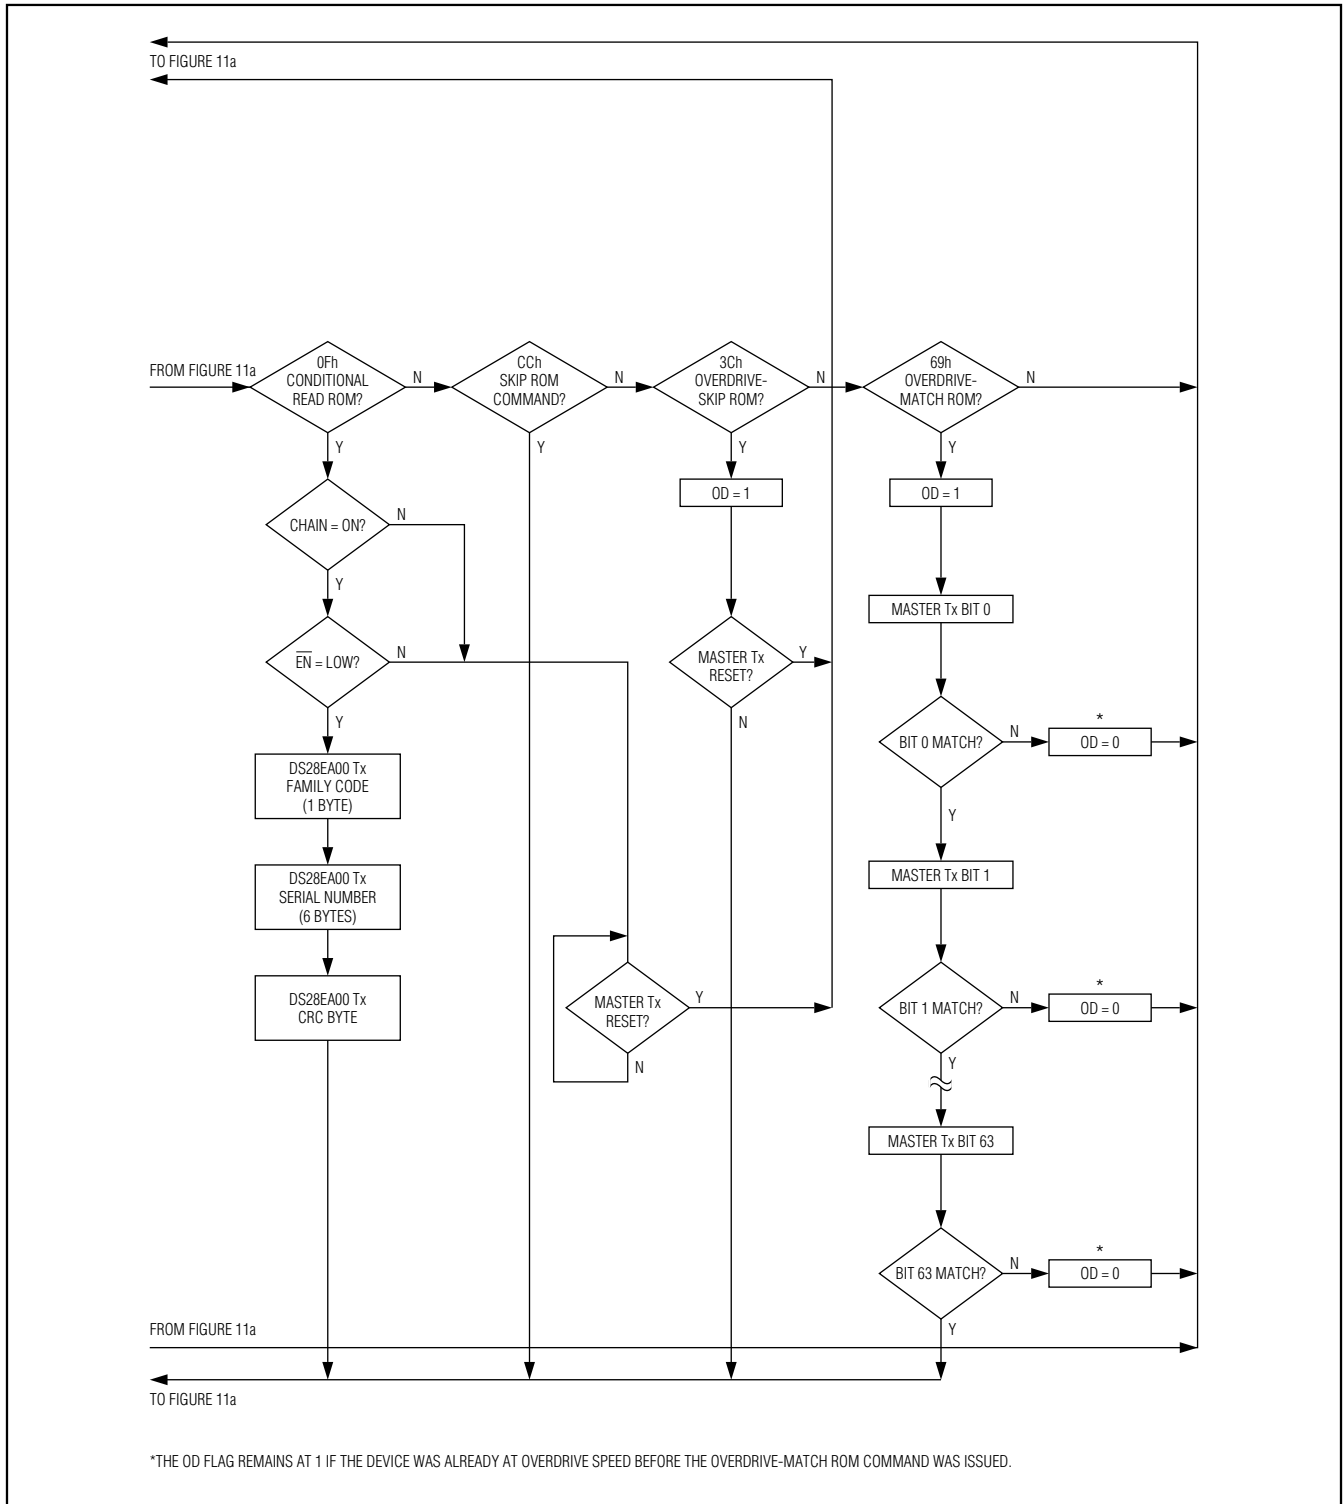 TO FIGURE 11a
FROM FIGURE 11a
0Fh
CONDITIONAL
READ ROM?
N
Y
CCh
SKIP ROM
COMMAND?
N
Y
3Ch
OVERDRIVE-
SKIP ROM?
N
Y
69h
OVERDRIVE-
MATCH ROM?
N
Y
CHAIN = ON?
N
Y
EN = LOW?
N
Y
DS28EA00 Tx
FAMILY CODE
(1 BYTE)
DS28EA00 Tx
SERIAL NUMBER
(6 BYTES)
DS28EA00 Tx
CRC BYTE
MASTER Tx
RESET?
Y
N
OD = 1
MASTER Tx
RESET?
Y
N
OD = 1
MASTER Tx BIT 0
BIT 0 MATCH?
N
*
OD = 0
Y
MASTER Tx BIT 1
BIT 1 MATCH?
N
*
OD = 0
Y
MASTER Tx BIT 63
BIT 63 MATCH?
N
*
OD = 0
Y
FROM FIGURE 11a
TO FIGURE 11a
*THE OD FLAG REMAINS AT 1 IF THE DEVICE WAS ALREADY AT OVERDRIVE SPEED BEFORE THE OVERDRIVE-MATCH ROM COMMAND WAS ISSUED.